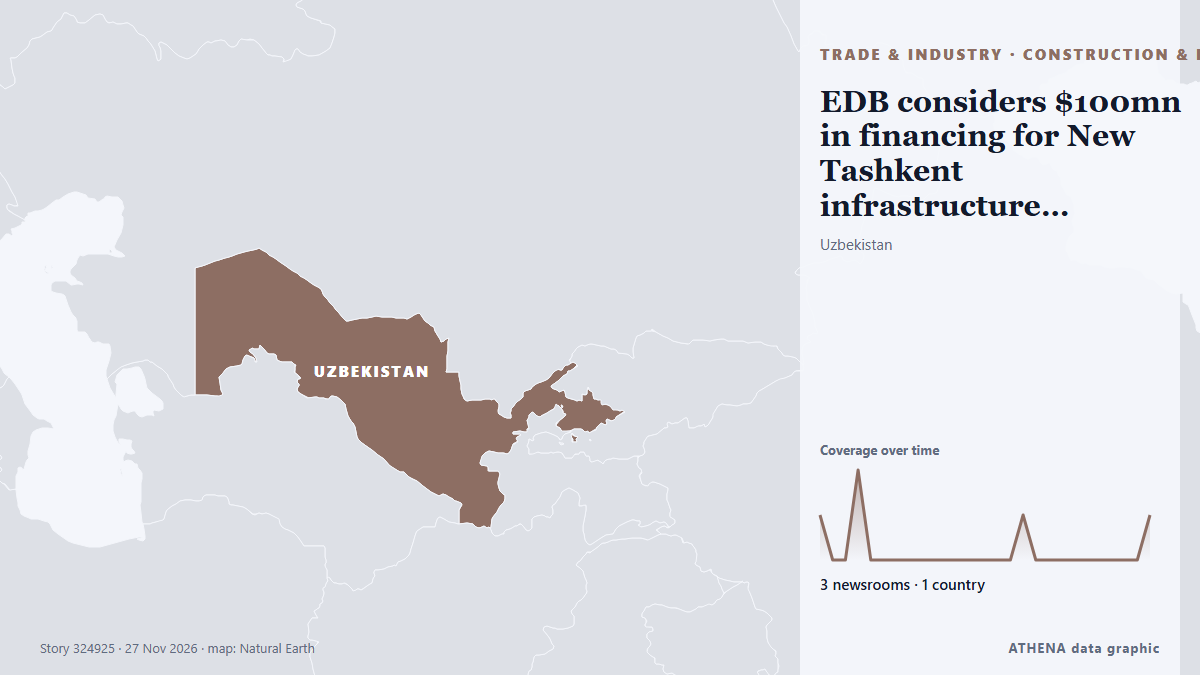 TRADE & INDUSTRY · CONSTRUCTION &
EDB considers $100mn
in financing for New
Tashkent
infrastructure...
Uzbekistan
UZBEKISTAN
Coverage over time
3 newsrooms · 1 country
Story 324925 · 27 Nov 2026 · map: Natural Earth
ATHENA data graphic